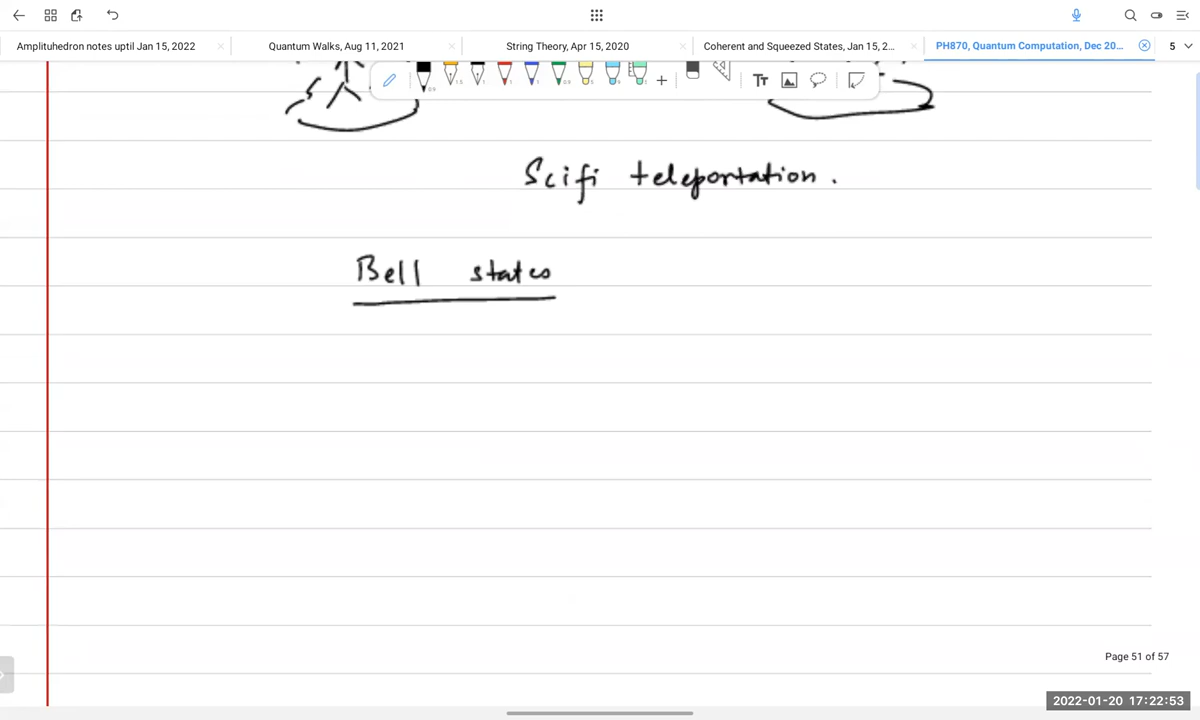 Amplituhedron notes uptil Jan 15, 2022
Quantum Walks, Aug 11, 2021
String Theory, Apr 15, 2020
Coherent and Squeezed States, Jan 15, 2...
PH870, Quantum Computation, Dec 20...
5
Tт
Scifi teleportation.
Bell states
Page 51 of 57
2022-01-20 17:22:53